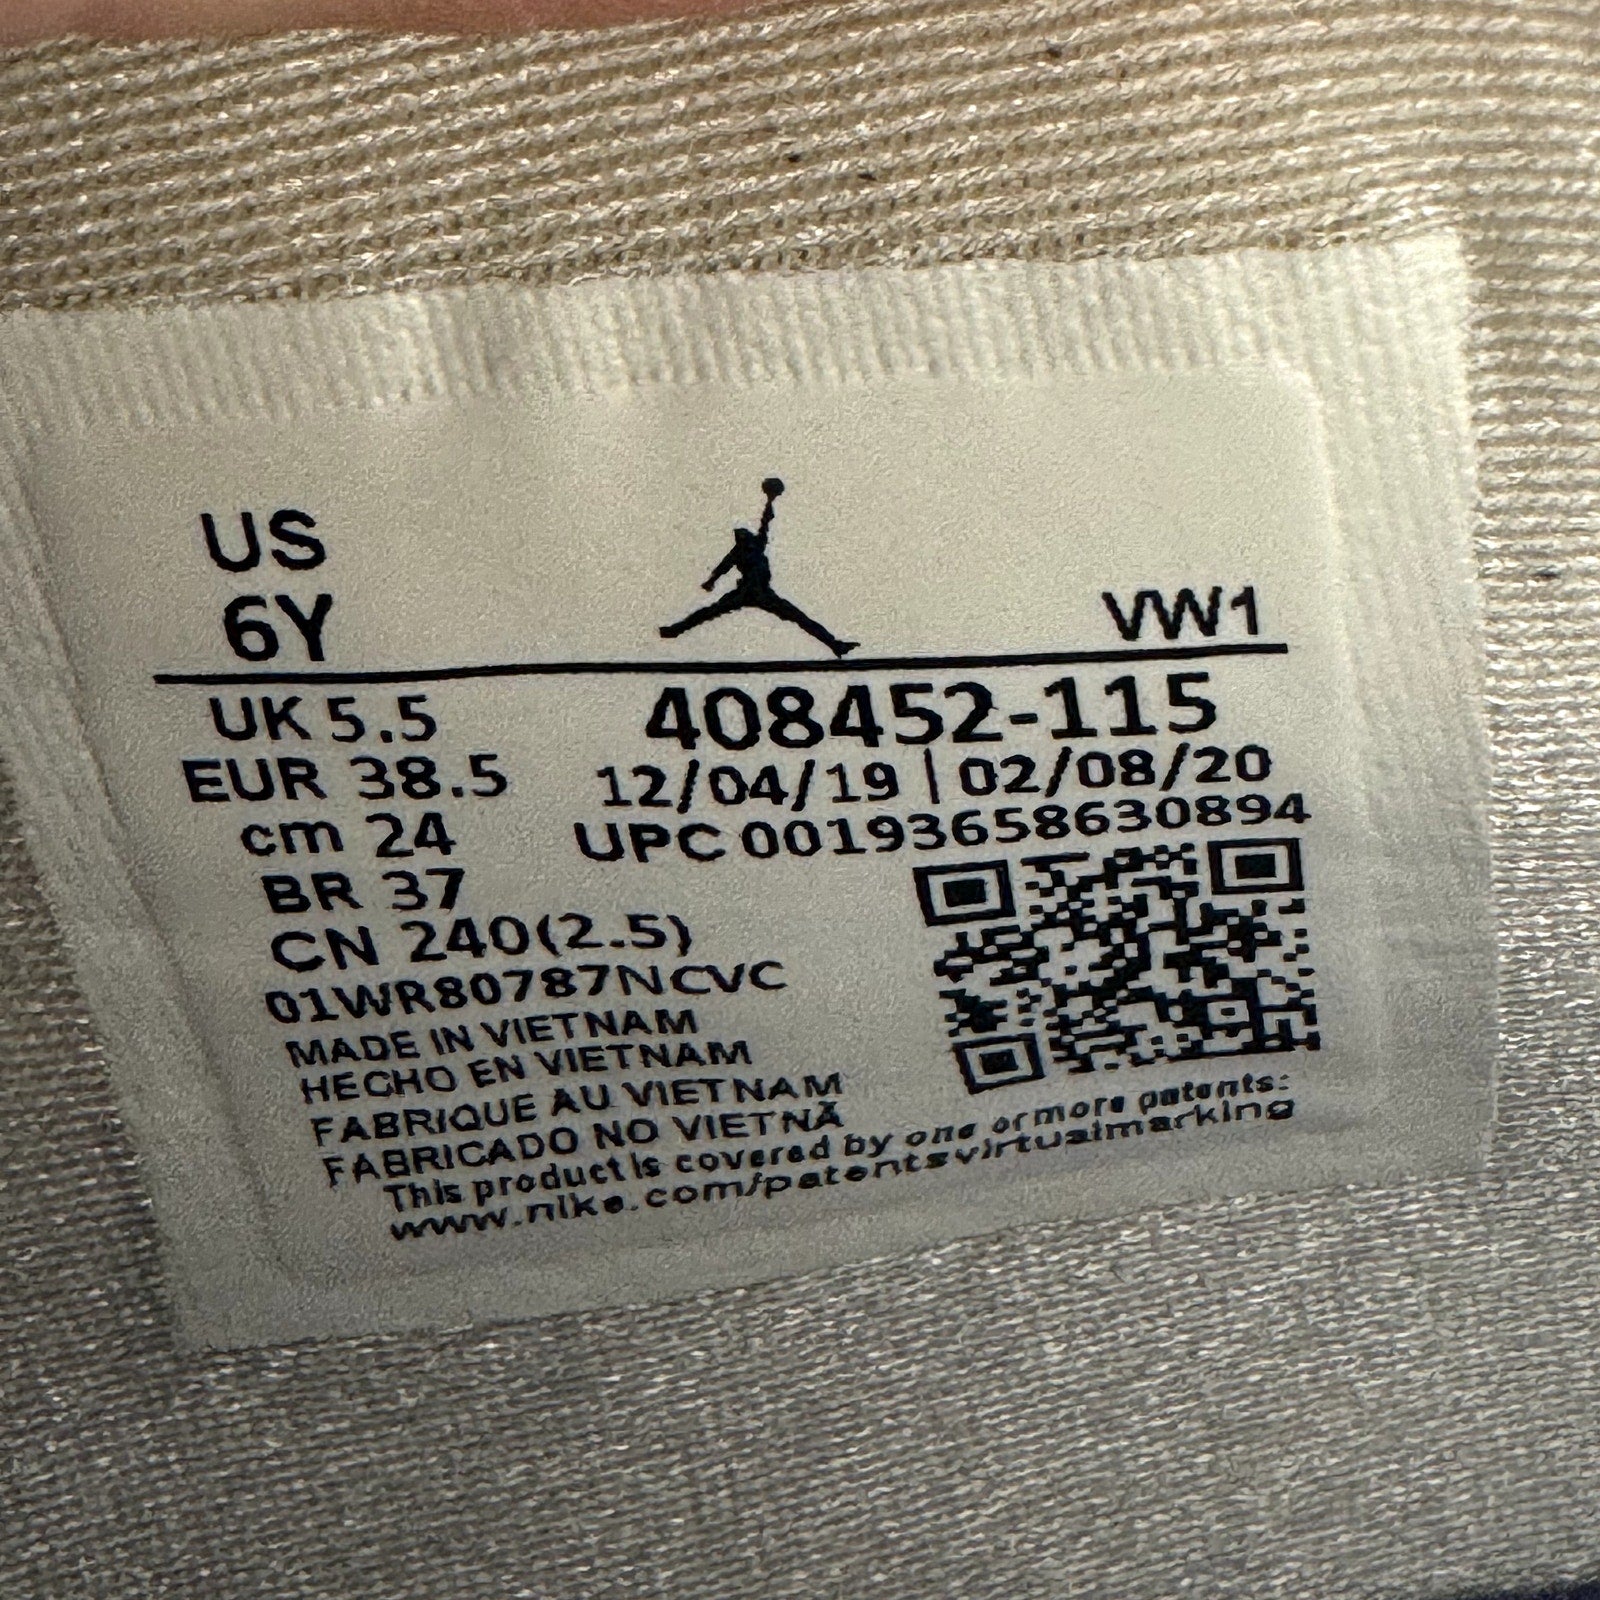 US
6Y
VW1
UK 5.5
408452-115
EUR 38.5
12/04/19 | 02/08/20
cm 24
UPC 00193658630894
BR 37
CN 240(2.5)
01WR80787NCVC
MADE IN VIETNAM
HECHO EN VIETNAM
FABRIQUE AU VIETNAM
FABRICADO NO VIETNÃ
This product is covered by one or more patents:
www.nike.com/patentsvirtualmarking